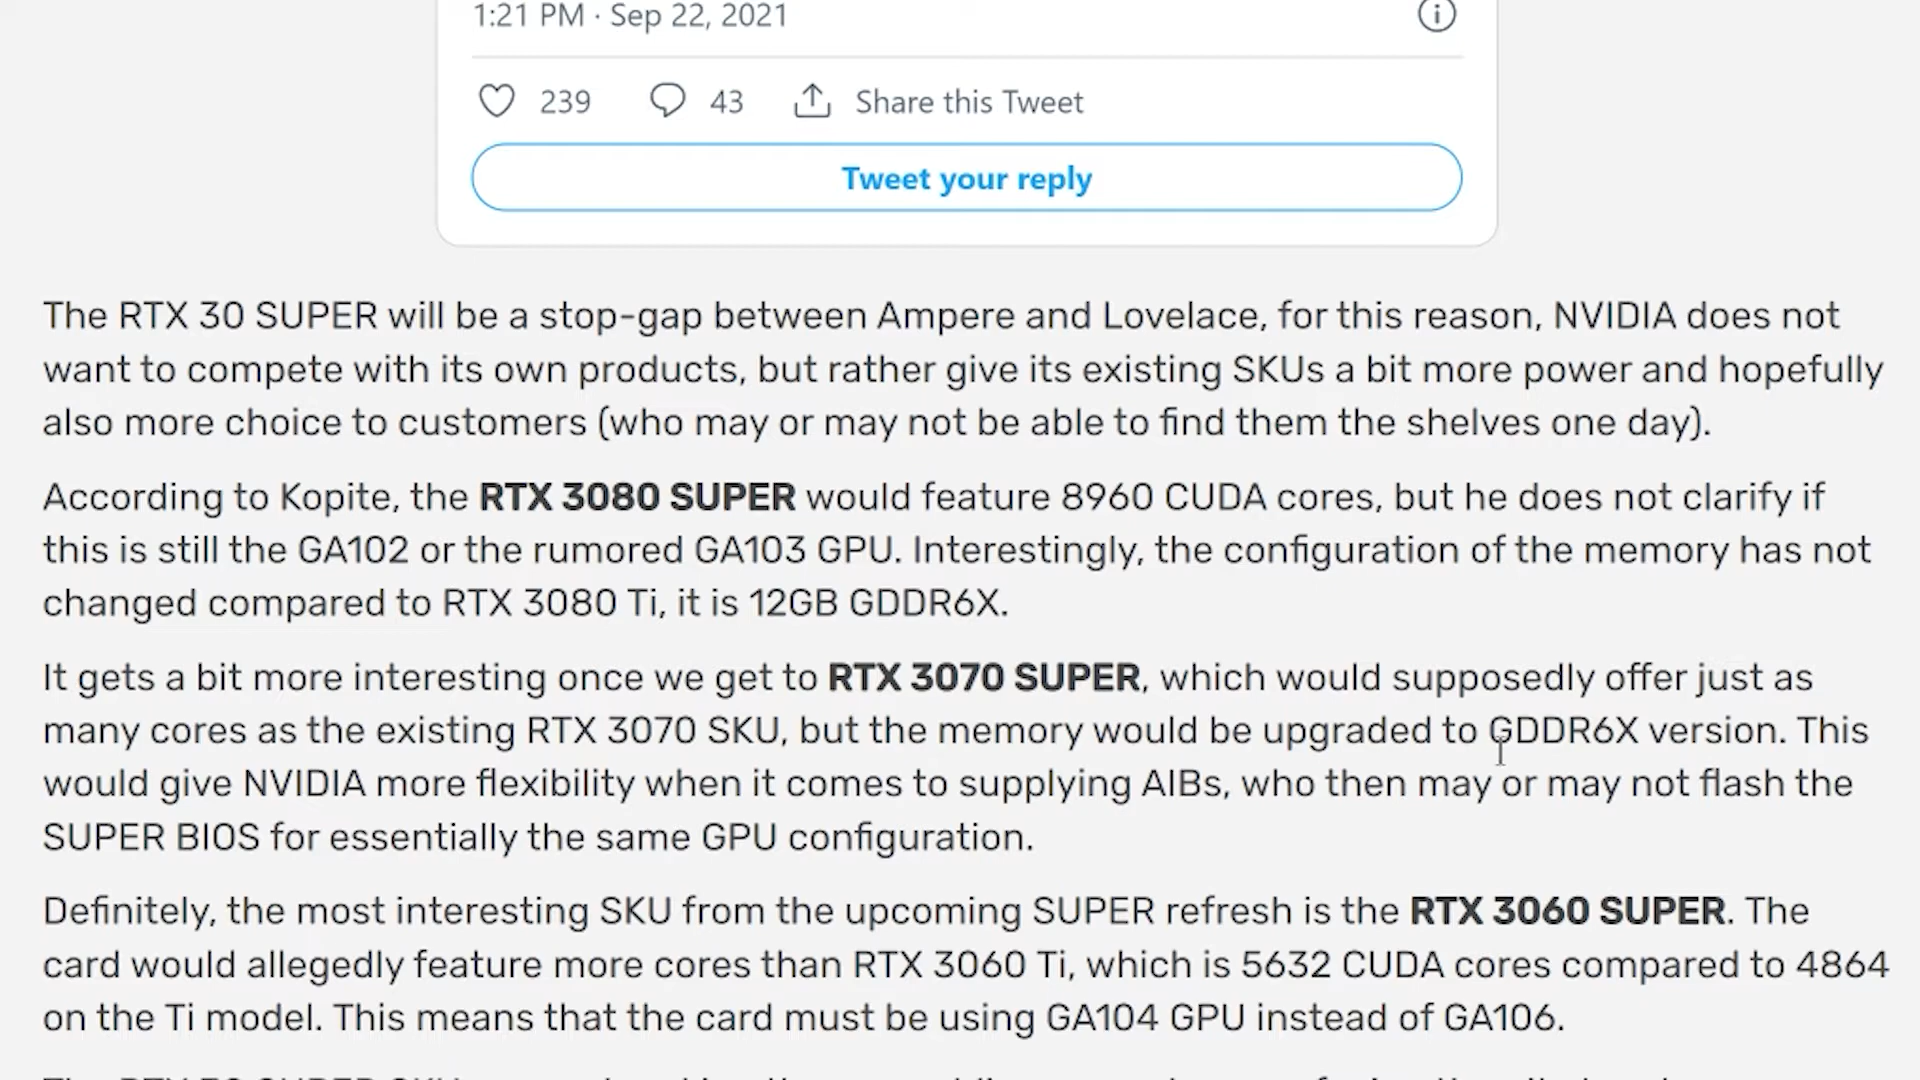 1:21 PM · Sep 22, 2021
239 43 Share this Tweet
Tweet your reply
The RTX 30 SUPER will be a stop-gap between Ampere and Lovelace, for this reason, NVIDIA does not
want to compete with its own products, but rather give its existing SKUs a bit more power and hopefully
also more choice to customers (who may or may not be able to find them the shelves one day).
According to Kopite, the RTX 3080 SUPER would feature 8960 CUDA cores, but he does not clarify if
this is still the GA102 or the rumored GA103 GPU. Interestingly, the configuration of the memory has not
changed compared to RTX 3080 Ti, it is 12GB GDDR6X.
It gets a bit more interesting once we get to RTX 3070 SUPER, which would supposedly offer just as
many cores as the existing RTX 3070 SKU, but the memory would be upgraded to GDDR6X version. This
would give NVIDIA more flexibility when it comes to supplying AIBs, who then may or may not flash the
SUPER BIOS for essentially the same GPU configuration.
Definitely, the most interesting SKU from the upcoming SUPER refresh is the RTX 3060 SUPER. The
card would allegedly feature more cores than RTX 3060 Ti, which is 5632 CUDA cores compared to 4864
on the Ti model. This means that the card must be using GA104 GPU instead of GA106.